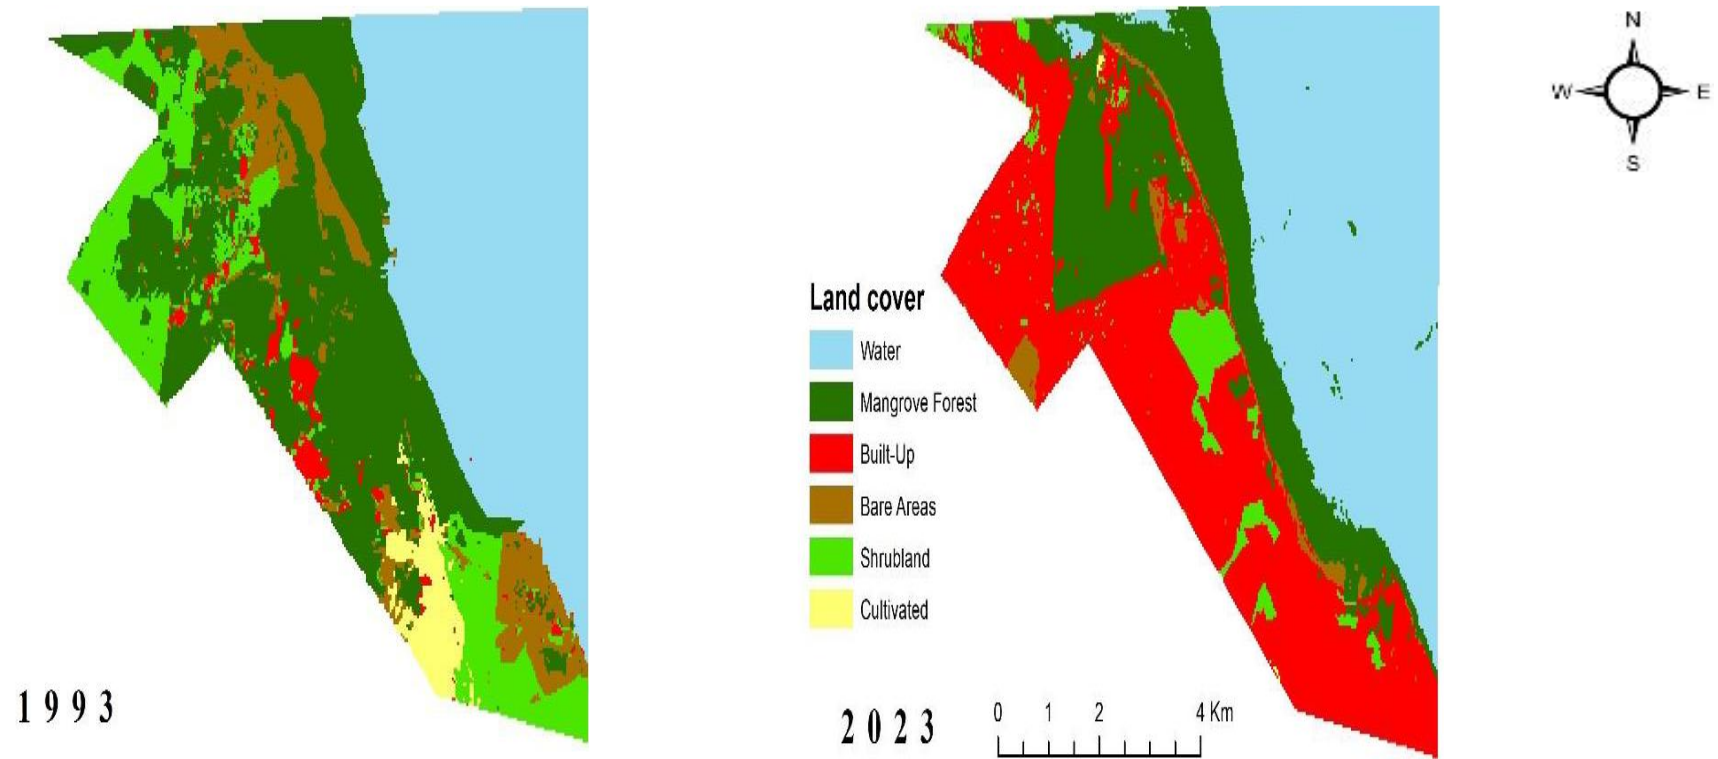 N
W E
S
Land cover
Water
Mangrove Forest
Built-Up
Bare Areas
Shrubland
Cultivated
1993
2023
0 1 2 4 Km